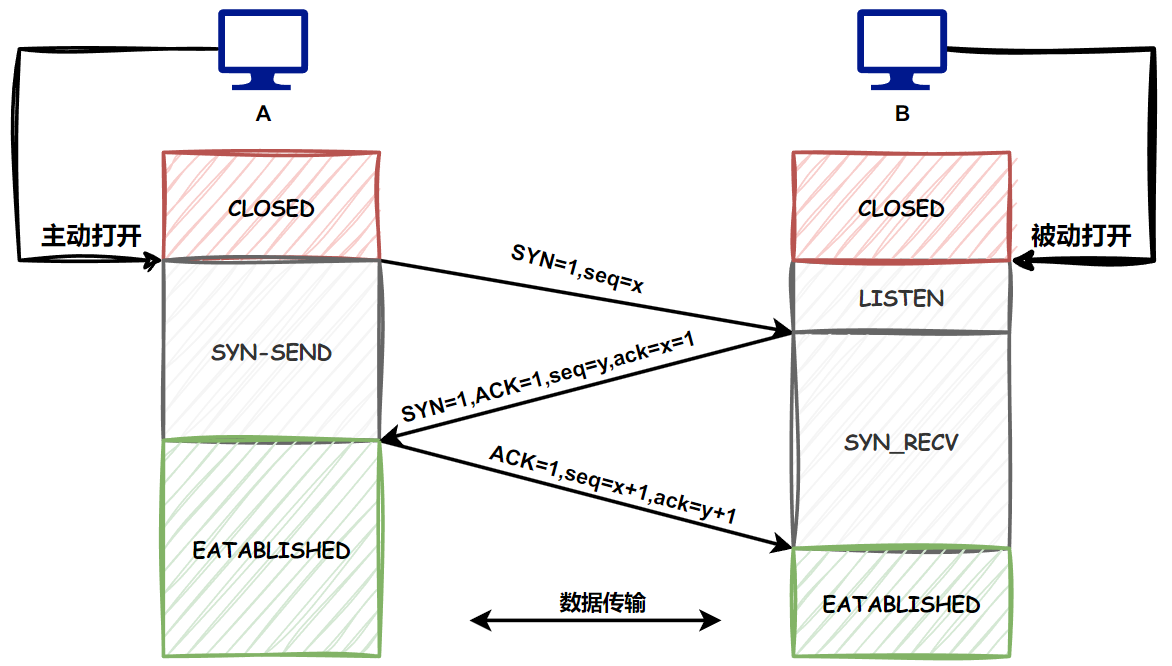 A
B
CLOSED
CLOSED
主动打开
被动打开
SYN=1,seq=x
LISTEN
SYN-SEND
SYN=1,ACK=1,seq=y,ack=x=1
SYN_RECV
ACK=1,seq=x+1,ack=y+1
EATABLISHED
数据传输
EATABLISHED